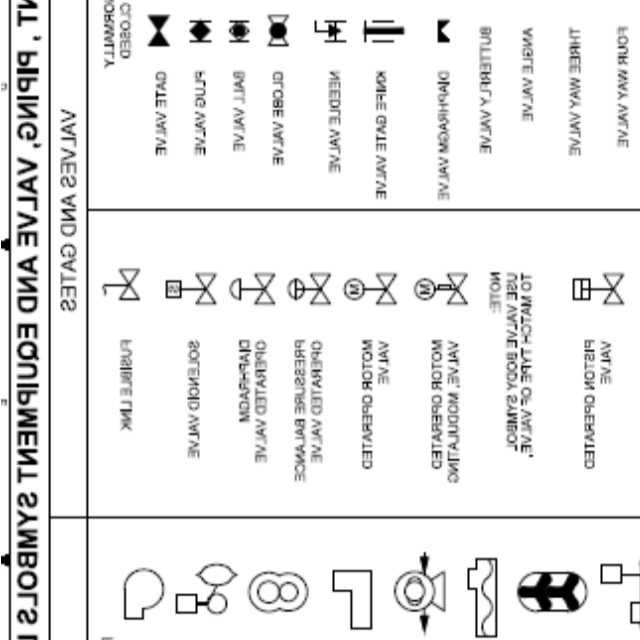 NT , PIPING, VALVE AND EQUIPMENT SYMBOLS
VALVES AND GATES
NORMALLY
CLOSED
GATE VALVE
PLUG VALVE
BALL VALVE
GLOBE VALVE
NEEDLE VALVE
KNIFE GATE VALVE
DIAPHRAGM VALVE
BUTTERFLY VALVE
ANGLE VALVE
THREE WAY VALVE
FOUR WAY VALVE
FUSIBLE LINK
S
SOLENOID VALVE
DIAPHRAGM
OPERATED VALVE
PRESSURE BALANCE
OPERATED VALVE
M
MOTOR OPERATED
VALVE
M
MOTOR OPERATED
MODULATING VALVE
NOTE:
USE VALVE BODY SYMBOL
TO MATCH TYPE OF VALVE.
PISTON OPERATED
VALVE